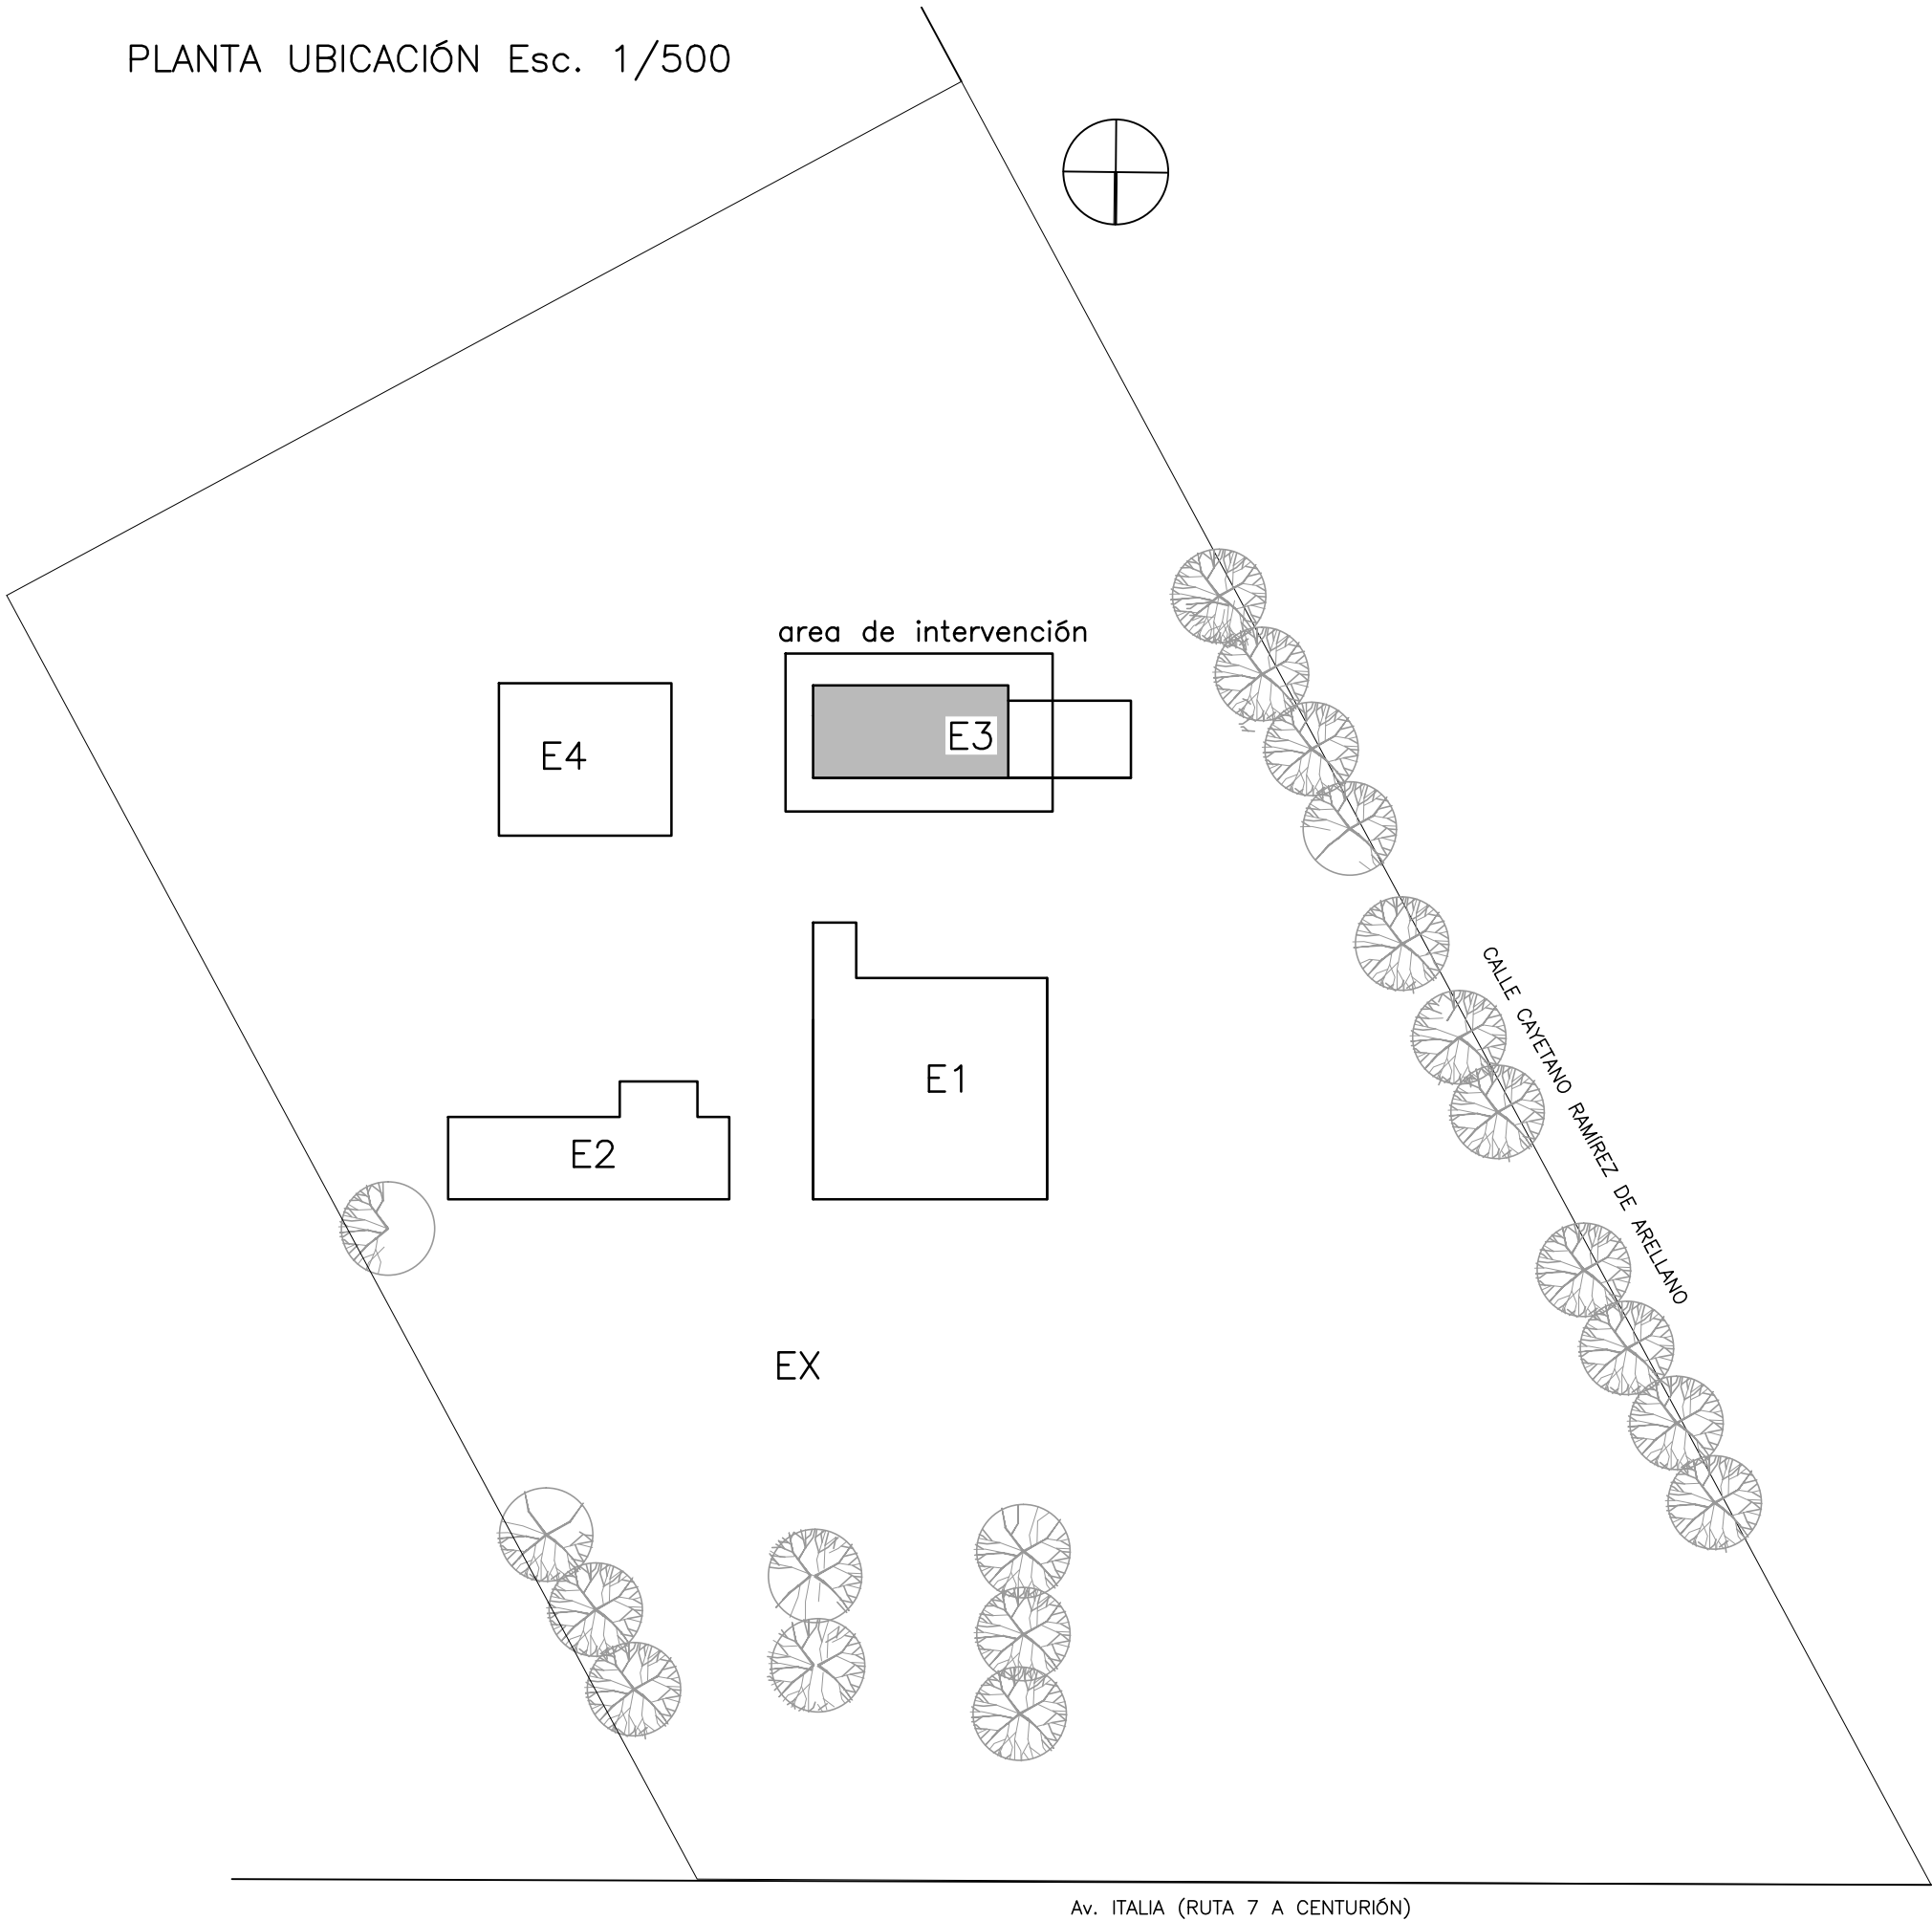 PLANTA UBICACIÓN Esc. 1/500
area de intervención
E3
E4
E1
E2
CALLE CAYETANO RAMÍREZ DE ARELLANO
EX
Av. ITALIA (RUTA 7 A CENTURIÓN)